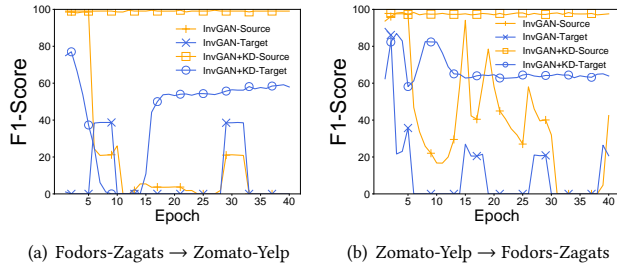 100
80
60
40
20
0
5
10
15
20
25
30
35
40
F1-Score
Epoch
InvGAN-Source
InvGAN-Target
InvGAN+KD-Source
InvGAN+KD-Target
(a) Fodors-Zagats → Zomato-Yelp
100
80
60
40
20
0
5
10
15
20
25
30
35
40
F1-Score
Epoch
InvGAN-Source
InvGAN-Target
InvGAN+KD-Source
InvGAN+KD-Target
(b) Zomato-Yelp → Fodors-Zagats